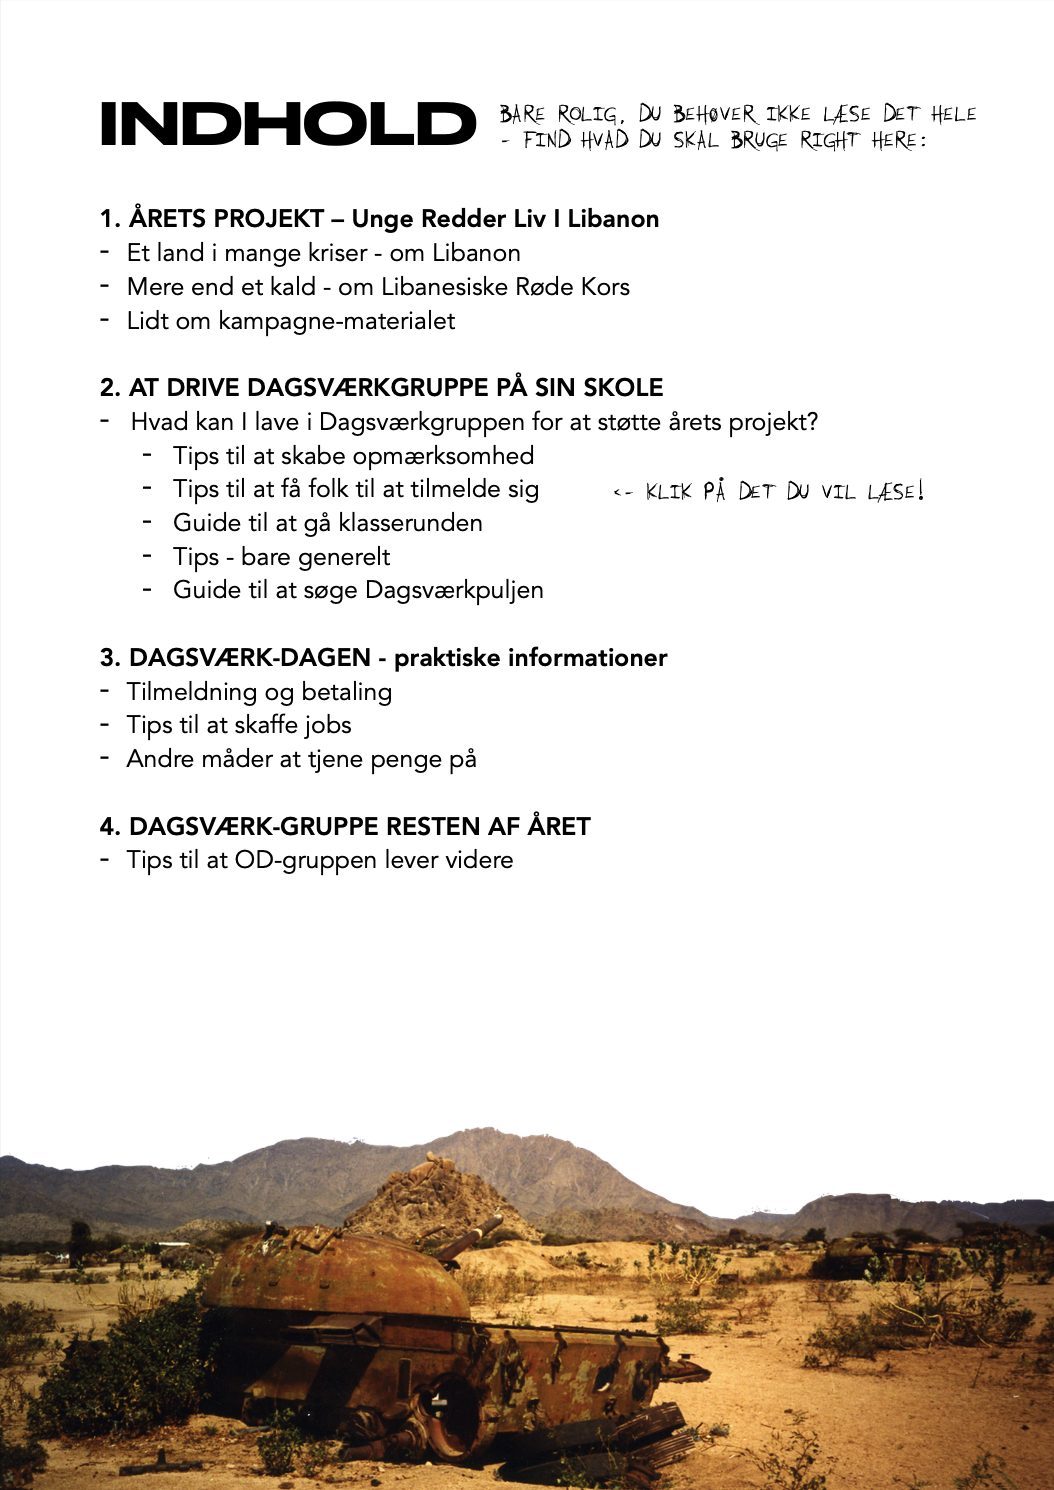 INDHOLD
BARE ROLIG, DU BEHØVER IKKE LÆSE DET HELE
- FIND HVAD DU SKAL BRUGE RIGHT HERE:
1. ÅRETS PROJEKT – Unge Redder Liv I Libanon
- Et land i mange kriser - om Libanon
- Mere end et kald - om Libanesiske Røde Kors
- Lidt om kampagne-materialet
2. AT DRIVE DAGSVÆRKGRUPPE PÅ SIN SKOLE
- Hvad kan I lave i Dagsværkgruppen for at støtte årets projekt?
- Tips til at skabe opmærksomhed
- Tips til at få folk til at tilmelde sig
<- KLIK PÅ DET DU VIL LÆSE!
- Guide til at gå klasserunden
- Tips - bare generelt
- Guide til at søge Dagsværkpuljen
3. DAGSVÆRK-DAGEN - praktiske informationer
- Tilmeldning og betaling
- Tips til at skaffe jobs
- Andre måder at tjene penge på
4. DAGSVÆRK-GRUPPE RESTEN AF ÅRET
- Tips til at OD-gruppen lever videre